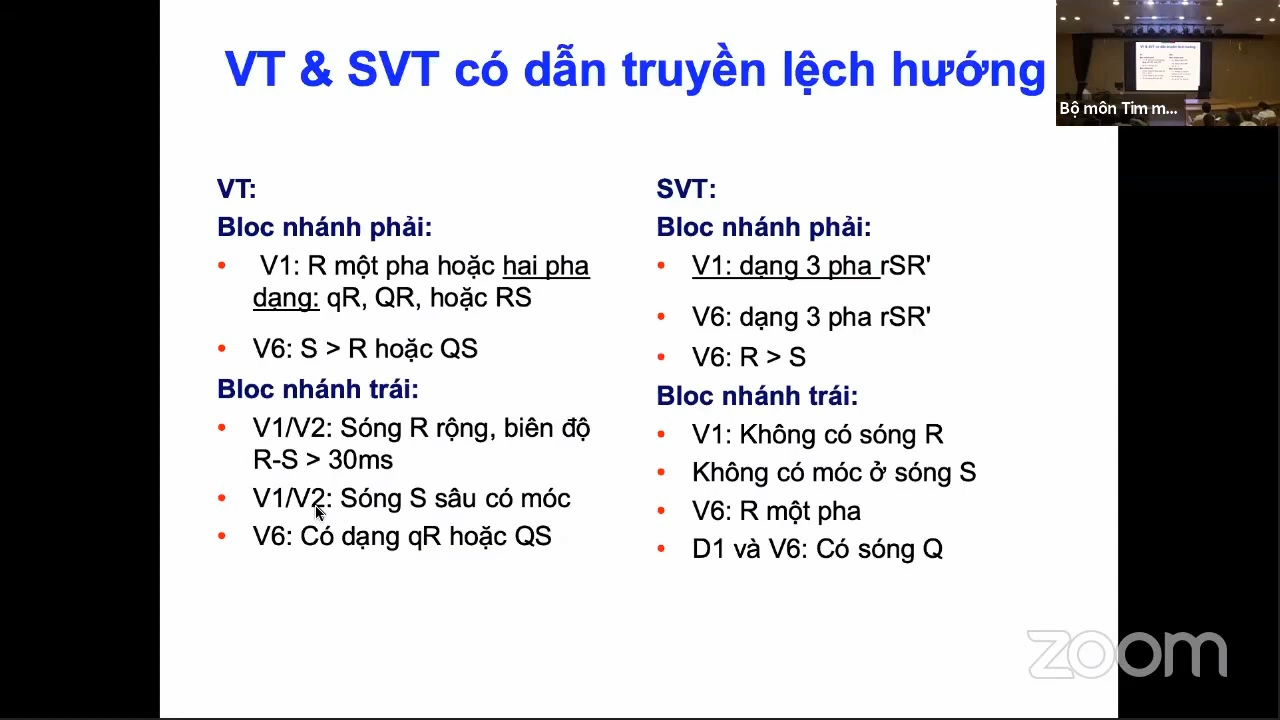 VT & SVT có dẫn truyền lệch hướng
Bộ môn Tim m...
VT:
Bloc nhánh phải:
• V1: R một pha hoặc hai pha
dạng: qR, QR, hoặc RS
• V6: S > R hoặc QS
Bloc nhánh trái:
• V1/V2: Sóng R rộng, biên độ
R-S > 30ms
• V1/V2: Sóng S sâu có móc
• V6: Có dạng qR hoặc QS
SVT:
Bloc nhánh phải:
• V1: dạng 3 pha rSR'
• V6: dạng 3 pha rSR'
• V6: R > S
Bloc nhánh trái:
• V1: Không có sóng R
• Không có móc ở sóng S
• V6: R một pha
• D1 và V6: Có sóng Q
zoom